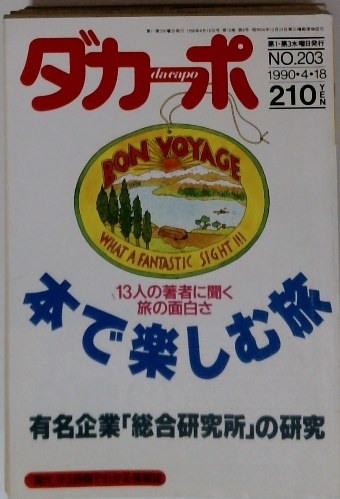 第1・第3水曜日発行
ダカーポ
da capo
NO.203
1990・4・18
210YEN
BON VOYAGE
WHAT A FANTASTIC SIGHT!!!
13人の著者に聞く
旅の面白さ
本で楽しむ旅
有名企業「総合研究所」の研究